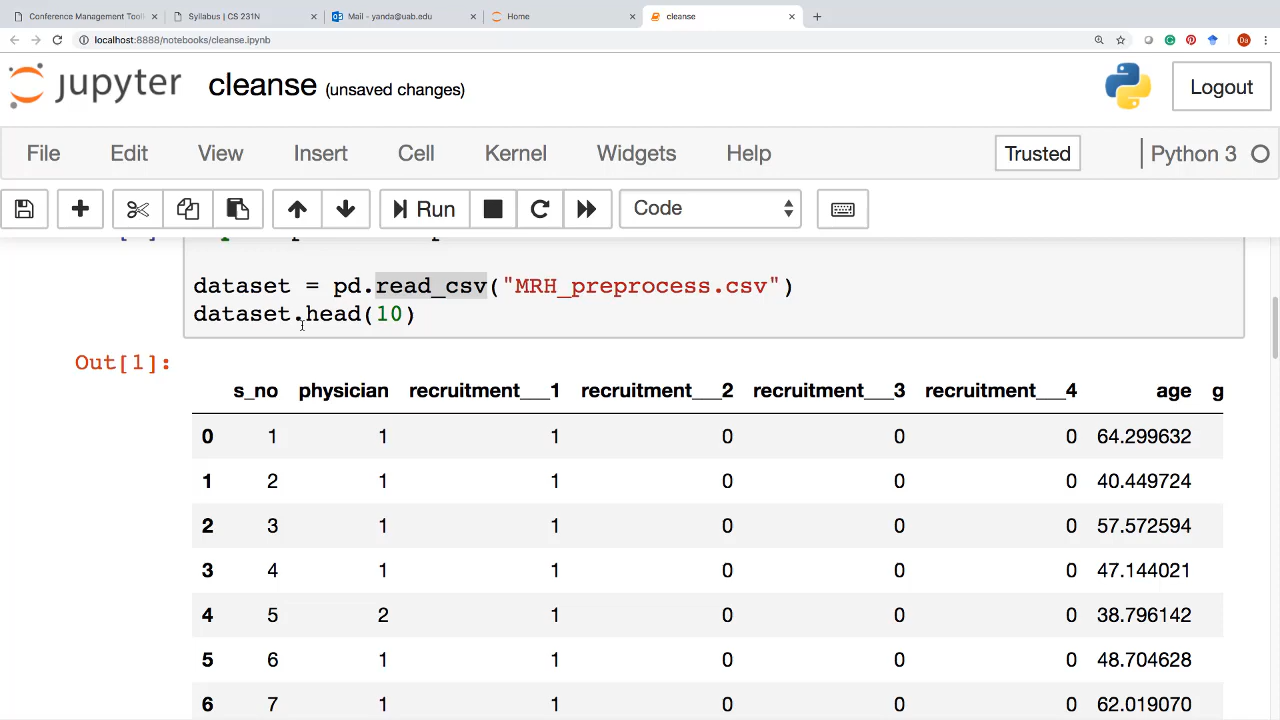 Conference Management Tool
Syllabus | CS 231N
Mail - yanda@uab.edu
Home
cleanse
localhost:8888/notebooks/cleanse.ipynb
Da
jupyter cleanse (unsaved changes)
Logout
File Edit View Insert Cell Kernel Widgets Help
Trusted
Python 3
Run
Code
dataset = pd.read_csv("MRH_preprocess.csv")
dataset.head(10)
Out[1]:
s_no physician recruitment___1 recruitment___2 recruitment___3 recruitment___4 age g
0 1 1 1 0 0 0 64.299632
1 2 1 1 0 0 0 40.449724
2 3 1 1 0 0 0 57.572594
3 4 1 1 0 0 0 47.144021
4 5 2 1 0 0 0 38.796142
5 6 1 1 0 0 0 48.704628
6 7 1 1 0 0 0 62.019070